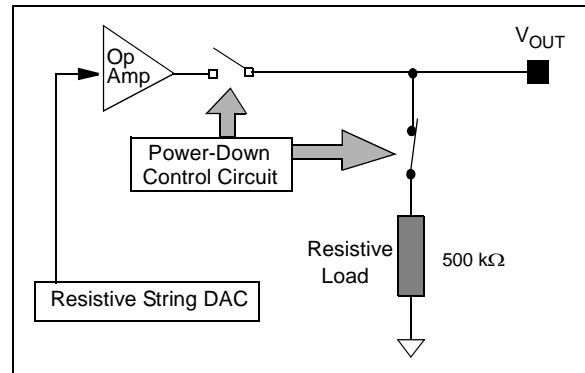 Op
Amp
VOUT
Power-Down
Control Circuit
Resistive
Load
500 kΩ
Resistive String DAC